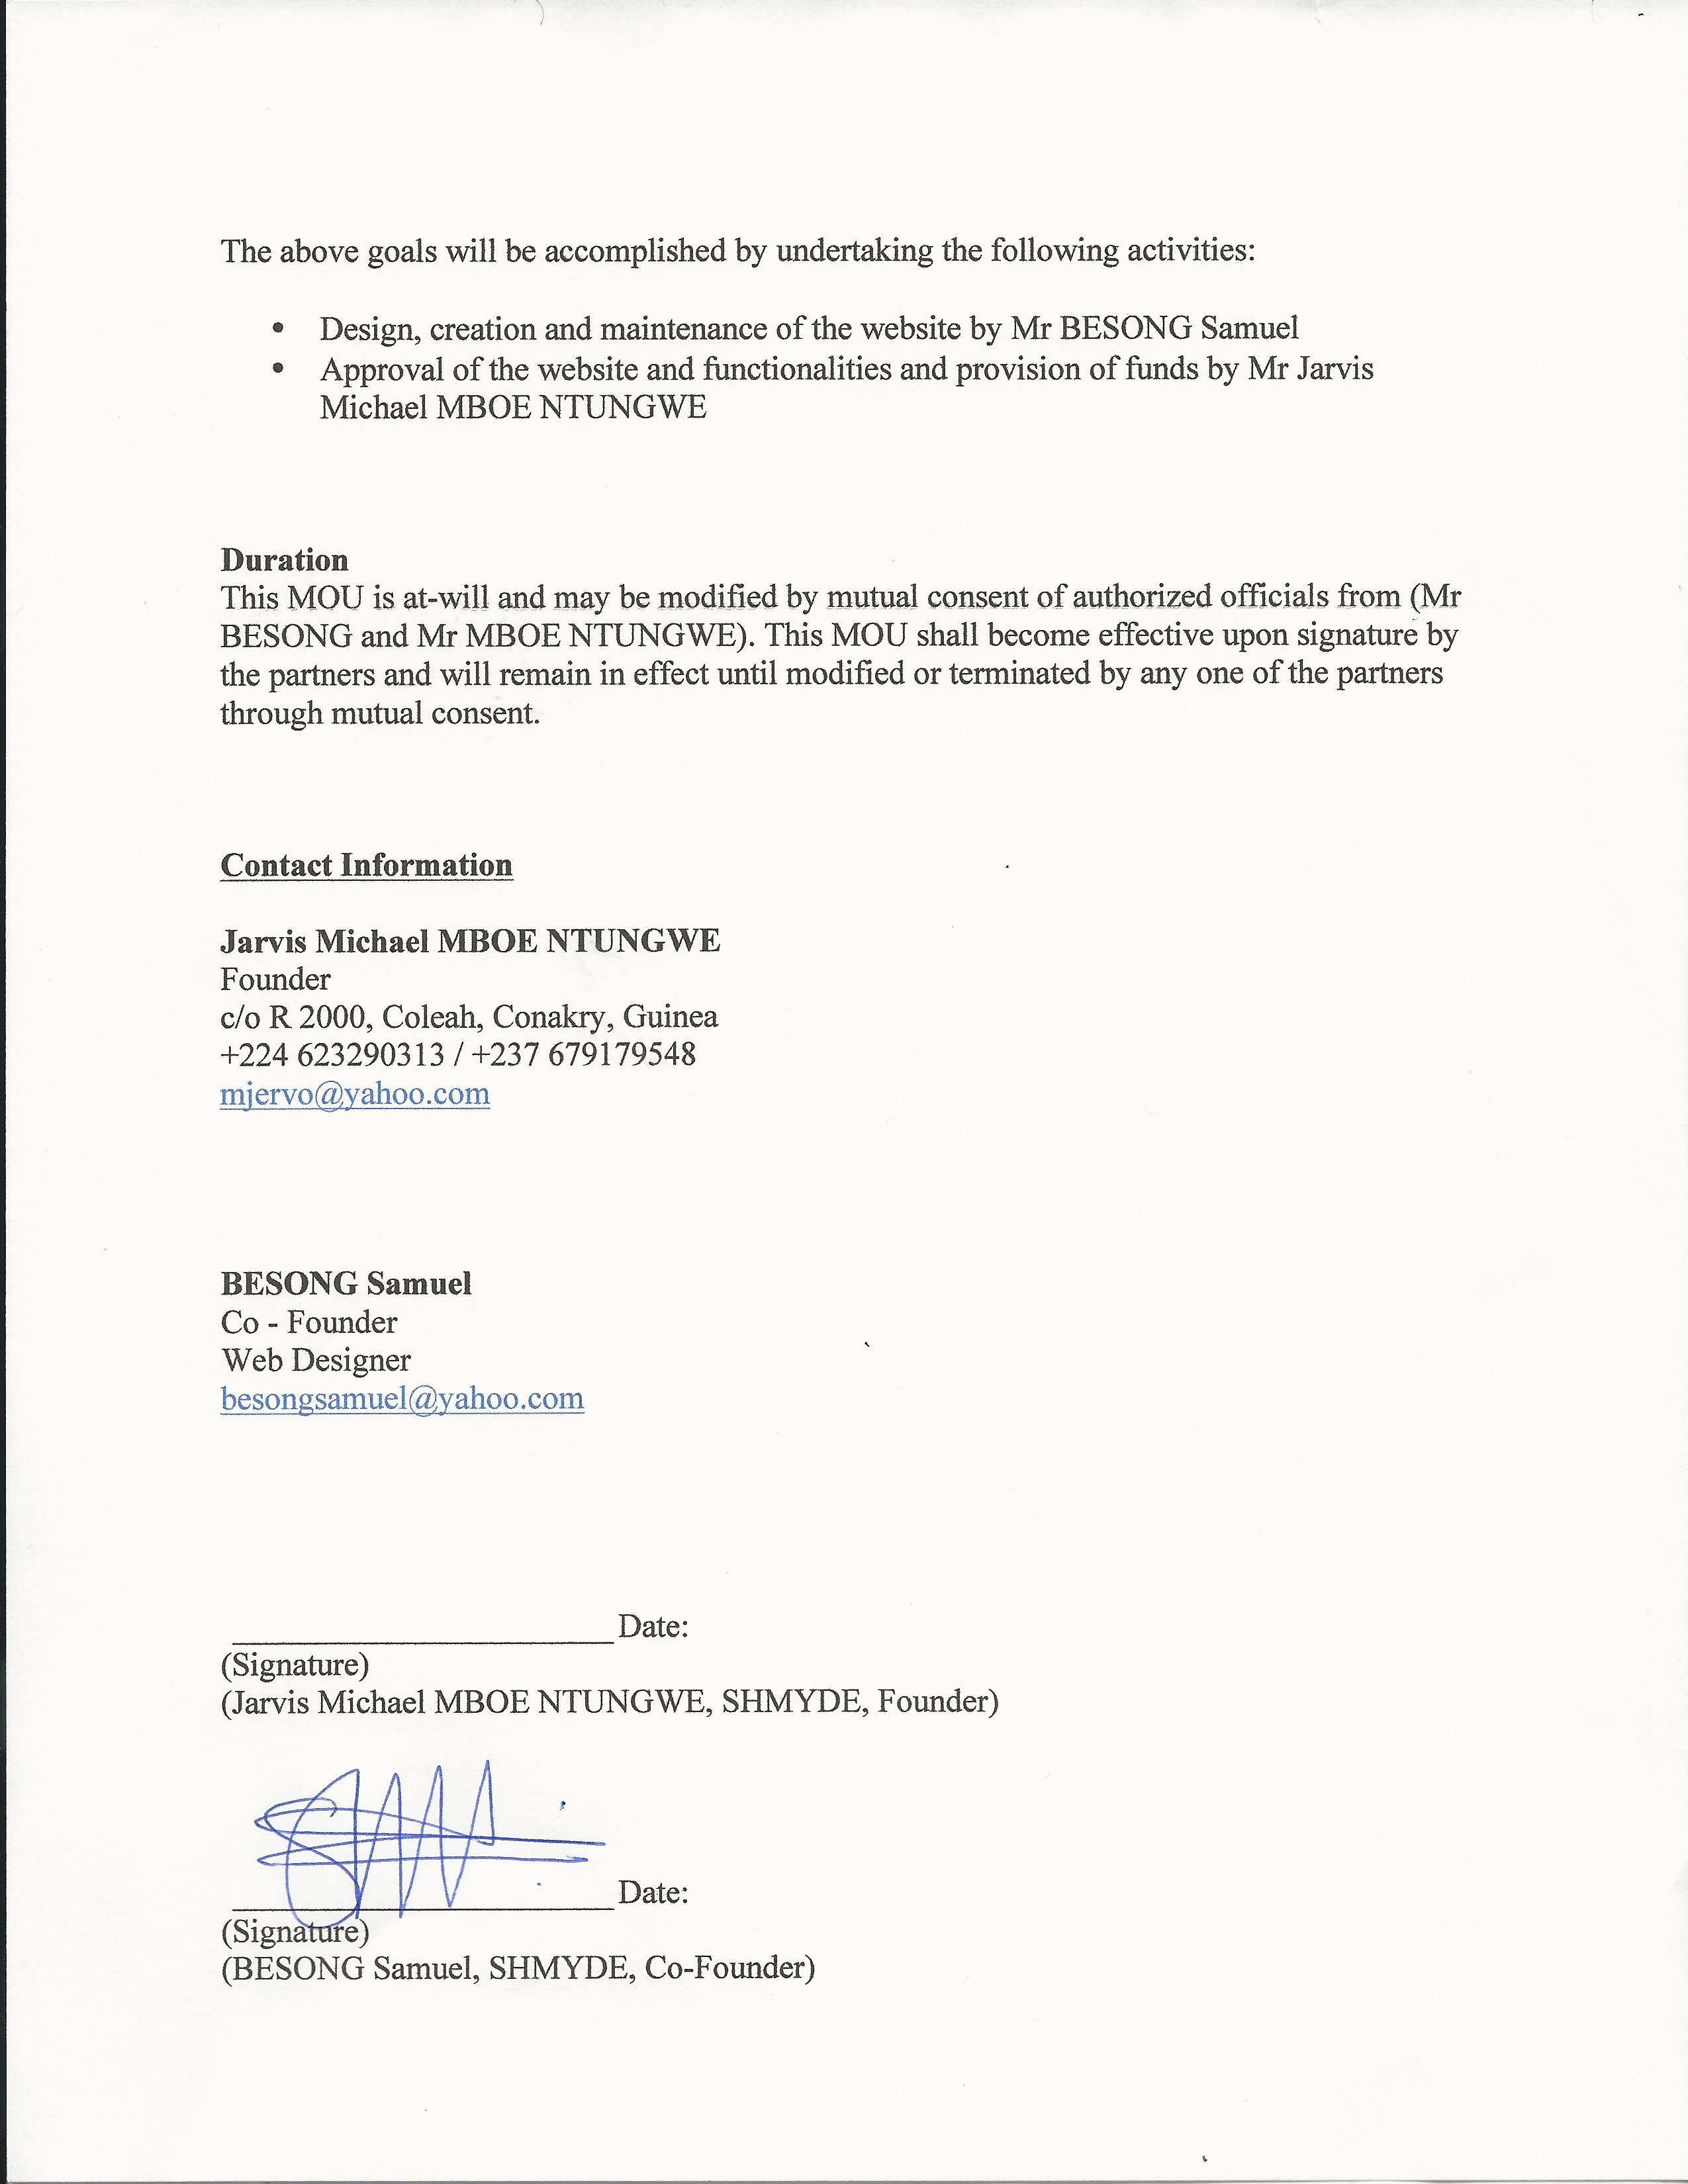 The above goals will be accomplished by undertaking the following activities:
• Design, creation and maintenance of the website by Mr BESONG Samuel
• Approval of the website and functionalities and provision of funds by Mr Jarvis
Michael MBOE NTUNGWE
Duration
This MOU is at-will and may be modified by mutual consent of authorized officials from (Mr
BESONG and Mr MBOE NTUNGWE). This MOU shall become effective upon signature by
the partners and will remain in effect until modified or terminated by any one of the partners
through mutual consent.
Contact Information
Jarvis Michael MBOE NTUNGWE
Founder
c/o R 2000, Coleah, Conakry, Guinea
+224 623290313 / +237 679179548
mjervo@yahoo.com
BESONG Samuel
Co - Founder
Web Designer
besongsamuel@yahoo.com
Date:
(Signature)
(Jarvis Michael MBOE NTUNGWE, SHMYDE, Founder)
Date:
(Signature)
(BESONG Samuel, SHMYDE, Co-Founder)